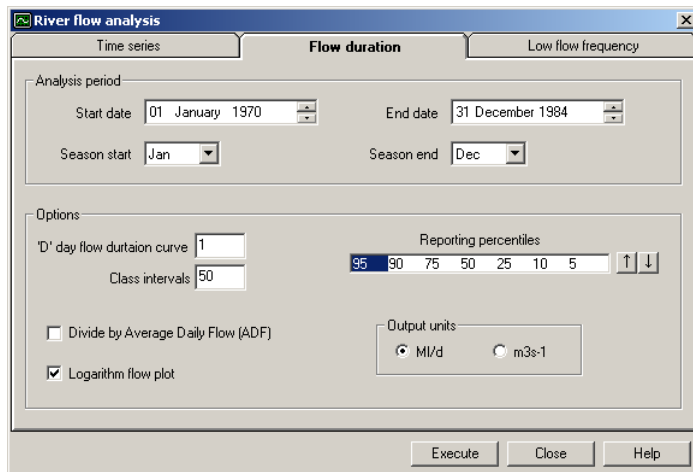 River flow analysis
Time series Flow duration Low flow frequency
Analysis period
Start date 01 January 1970 End date 31 December 1984
Season start Jan Season end Dec
Options
'D' day flow durtaion curve 1 Reporting percentiles
Class intervals 50 95 90 75 50 25 10 5
Output units
Divide by Average Daily Flow (ADF)
Ml/d m3s-1
Logarithm flow plot
Execute Close Help